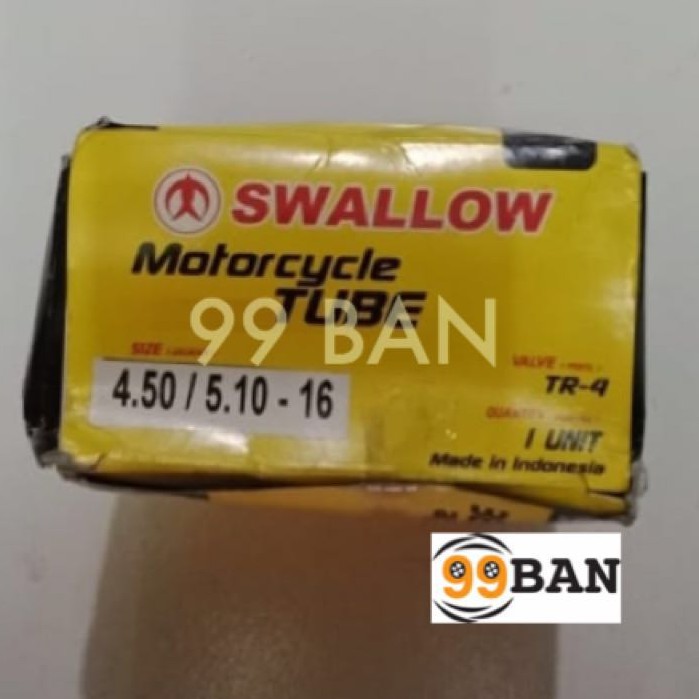 SWALLOW
Motorcycle
TUBE
99 BAN
SIZE
VALVE
4.50 / 5.10 - 16
TR-4
1 UNIT
Made in Indonesia
99BAN